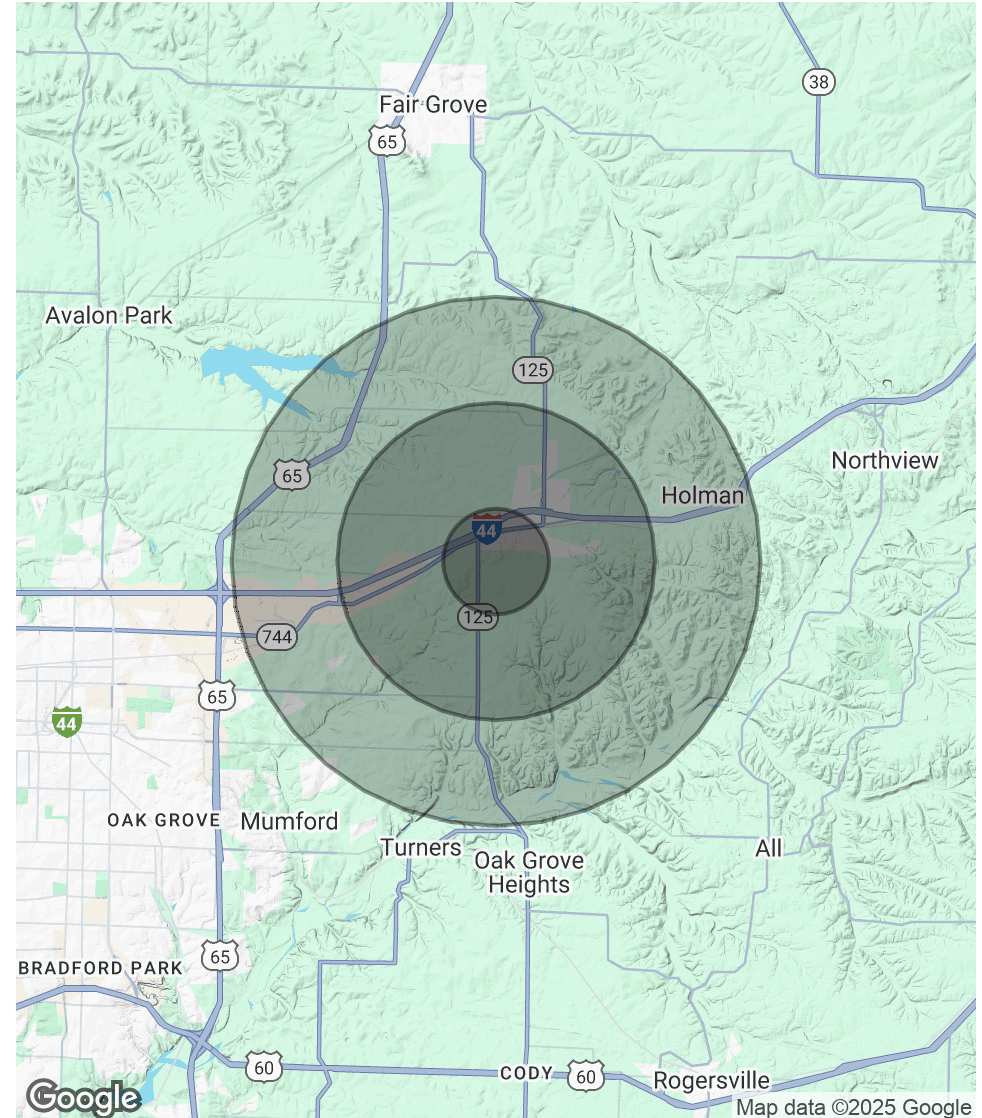 38
Fair Grove
65
Avalon Park
125
Northview
65
Holman
44
125
744
65
44
OAK GROVE
Mumford
Turners
All
Oak Grove
Heights
65
BRADFORD PARK
60
CODY
60
Rogersville
Google
Map data ©2025 Google